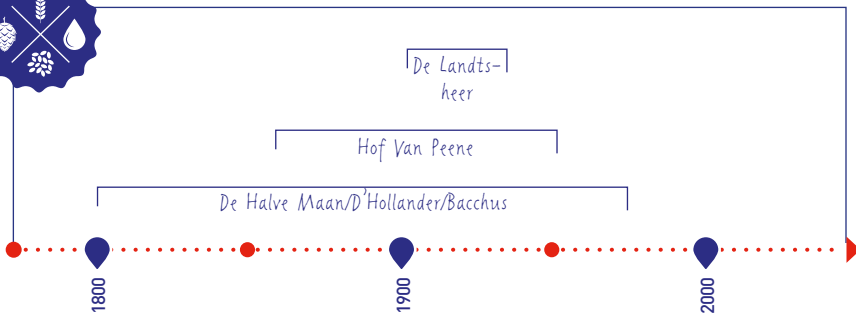 De Landts-
heer
Hof Van Peene
De Halve Maan/D'Hollander/Bacchus
1800
1900
2000